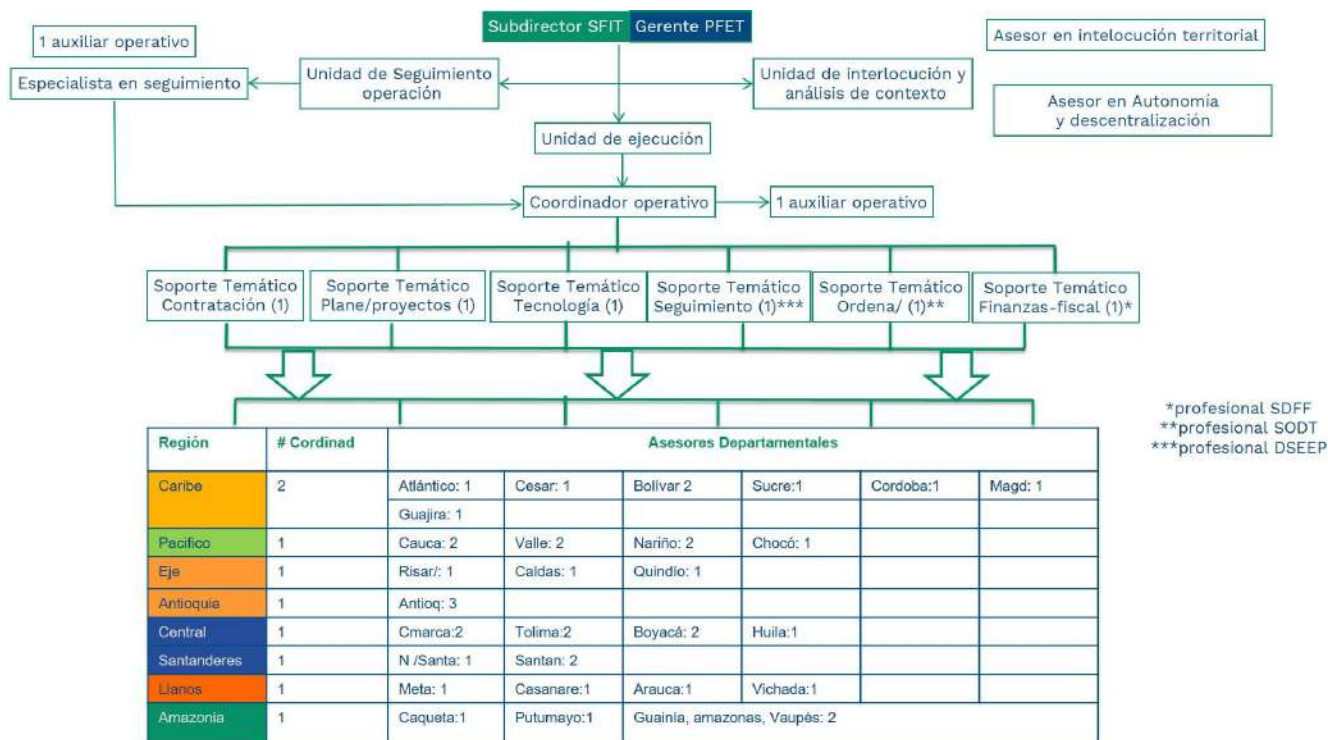 Subdirector SFIT Gerente PFET
1 auxiliar operativo
Asesor en intelocución territorial
Especialista en seguimiento
Unidad de Seguimiento
operación
Unidad de interlocución y
análisis de contexto
Asesor en Autonomía
y descentralización
Unidad de ejecución
Coordinador operativo
1 auxiliar operativo
Soporte Temático
Contratación (1)
Soporte Temático
Plane/proyectos (1)
Soporte Temático
Tecnología (1)
Soporte Temático
Seguimiento (1)***
Soporte Temático
Ordena/ (1)**
Soporte Temático
Finanzas-fiscal (1)*
*profesional SDFF
**profesional SODT
***profesional DSEEP
Región # Cordinad Asesores Departamentales
Caribe 2 Atlántico: 1 Cesar: 1 Bolívar 2 Sucre:1 Cordoba:1 Magd: 1
Guajira: 1
Pacifico 1 Cauca: 2 Valle: 2 Nariño: 2 Chocó: 1
Eje 1 Risar/: 1 Caldas: 1 Quindío: 1
Antioquia 1 Antioq: 3
Central 1 Cmarca:2 Tolima:2 Boyacá: 2 Huila:1
Santanderes 1 N /Santa: 1 Santan: 2
Llanos 1 Meta: 1 Casanare:1 Arauca:1 Vichada:1
Amazonia 1 Caqueta:1 Putumayo:1 Guainía, amazonas, Vaupés: 2